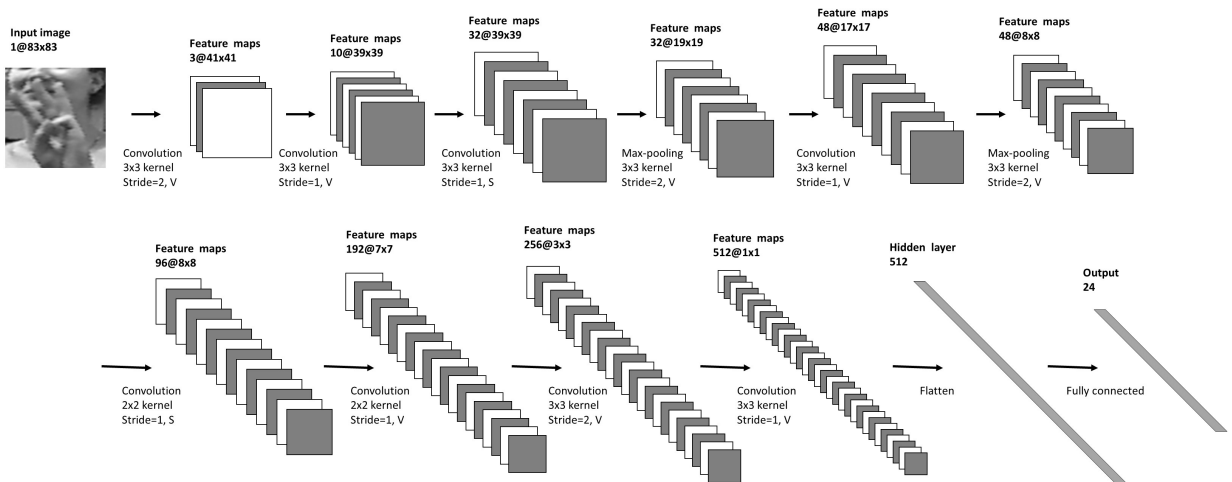 Input image
1@83x83
Convolution
3x3 kernel
Stride=2, V
Feature maps
3@41x41
Convolution
3x3 kernel
Stride=1, V
Feature maps
10@39x39
Convolution
3x3 kernel
Stride=1, S
Feature maps
32@39x39
Max-pooling
3x3 kernel
Stride=2, V
Feature maps
32@19x19
Convolution
3x3 kernel
Stride=1, V
Feature maps
48@17x17
Max-pooling
3x3 kernel
Stride=2, V
Feature maps
48@8x8
Convolution
2x2 kernel
Stride=1, S
Feature maps
96@8x8
Convolution
2x2 kernel
Stride=1, V
Feature maps
192@7x7
Convolution
3x3 kernel
Stride=2, V
Feature maps
256@3x3
Convolution
3x3 kernel
Stride=1, V
Feature maps
512@1x1
Flatten
Hidden layer
512
Fully connected
Output
24